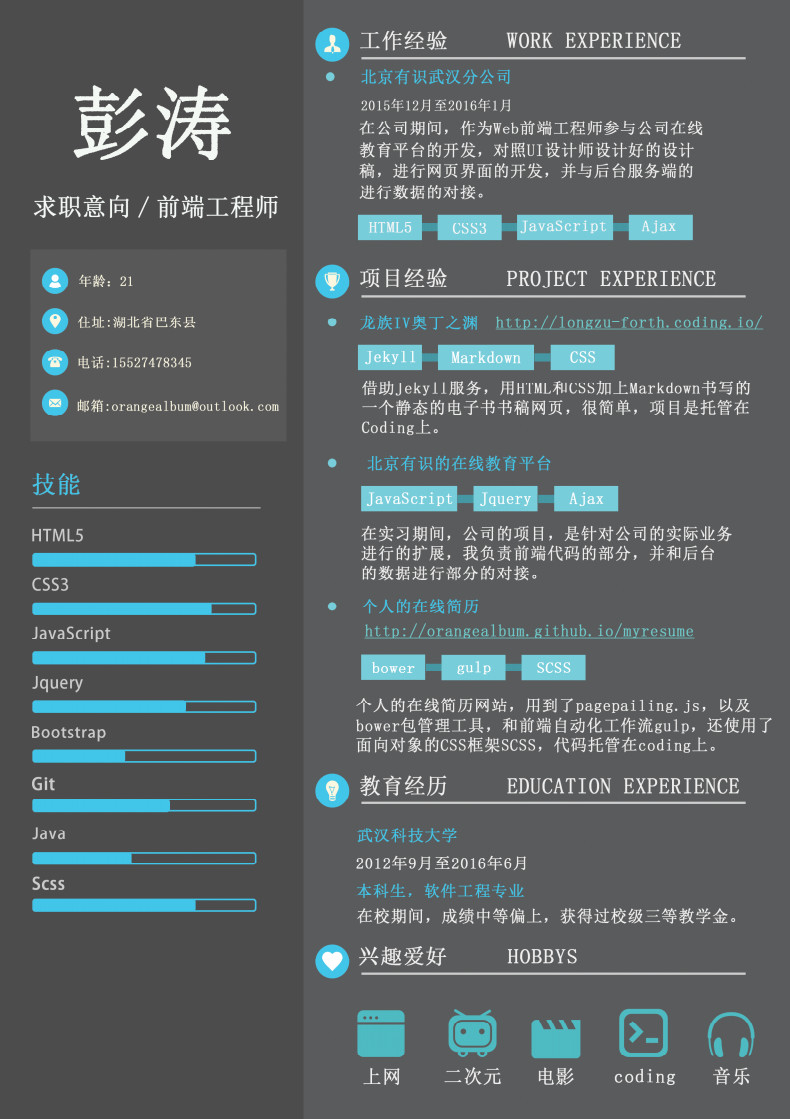 彭涛
求职意向 / 前端工程师
年龄: 21
住址:湖北省巴东县
电话:15527478345
邮箱:orangealbum@outlook.com
技能
HTML5
CSS3
JavaScript
Jquery
Bootstrap
Git
Java
Scss
工作经验 WORK EXPERIENCE
北京有识武汉分公司
2015年12月至2016年1月
在公司期间，作为Web前端工程师参与公司在线
教育平台的开发，对照UI设计师设计好的设计
稿，进行网页界面的开发，并与后台服务端的
进行数据的对接。
HTML5 CSS3 JavaScript Ajax
项目经验 PROJECT EXPERIENCE
龙族IV奥丁之渊 http://longzu-forth.coding.io/
Jekyll Markdown CSS
借助Jekyll服务，用HTML和CSS加上Markdown书写的
一个静态的电子书书稿网页，很简单，项目是托管在
Coding上。
北京有识的在线教育平台
JavaScript Jquery Ajax
在实习期间，公司的项目，是针对公司的实际业务
进行的扩展，我负责前端代码的部分，并和后台
的数据进行部分的对接。
个人的在线简历
http://orangealbum.github.io/myresume
bower gulp SCSS
个人的在线简历网站，用到了pagepailing.js，以及
bower包管理工具，和前端自动化工作流gulp，还使用了
面向对象的CSS框架SCSS，代码托管在coding上。
教育经历 EDUCATION EXPERIENCE
武汉科技大学
2012年9月至2016年6月
本科生，软件工程专业
在校期间，成绩中等偏上，获得过校级三等教学金。
兴趣爱好 HOBBYS
上网 二次元 电影 coding 音乐